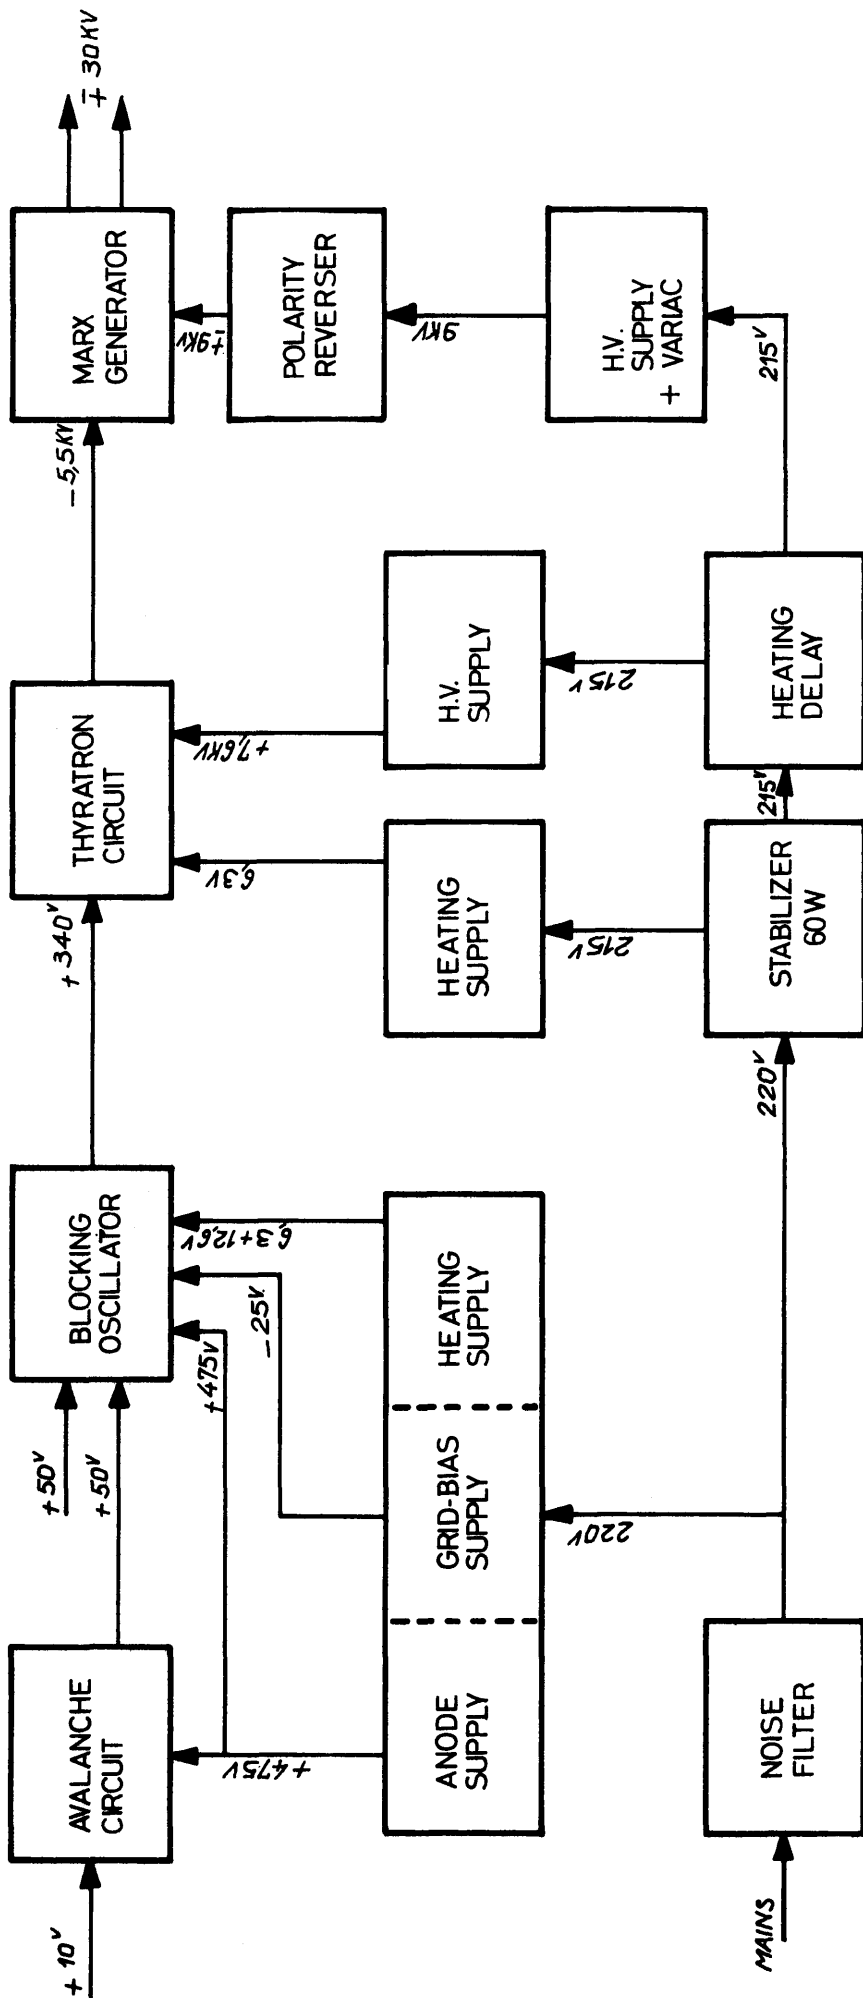 + 10V
AVALANCHE
CIRCUIT
+50V
+50V
BLOCKING
OSCILLATOR
+340V
THYRATRON
CIRCUIT
-5,5KV
MARX
GENERATOR
∓ 30KV
+475V
+475V
-25V
6,3+12,6V
6,3V
+7,6KV
±9KV
POLARITY
REVERSER
ANODE
SUPPLY
GRID-BIAS
SUPPLY
HEATING
SUPPLY
HEATING
SUPPLY
H.V.
SUPPLY
9KV
H.V.
SUPPLY
+ VARIAC
220V
215V
215V
215V
MAINS
NOISE
FILTER
220V
STABILIZER
60W
215V
HEATING
DELAY